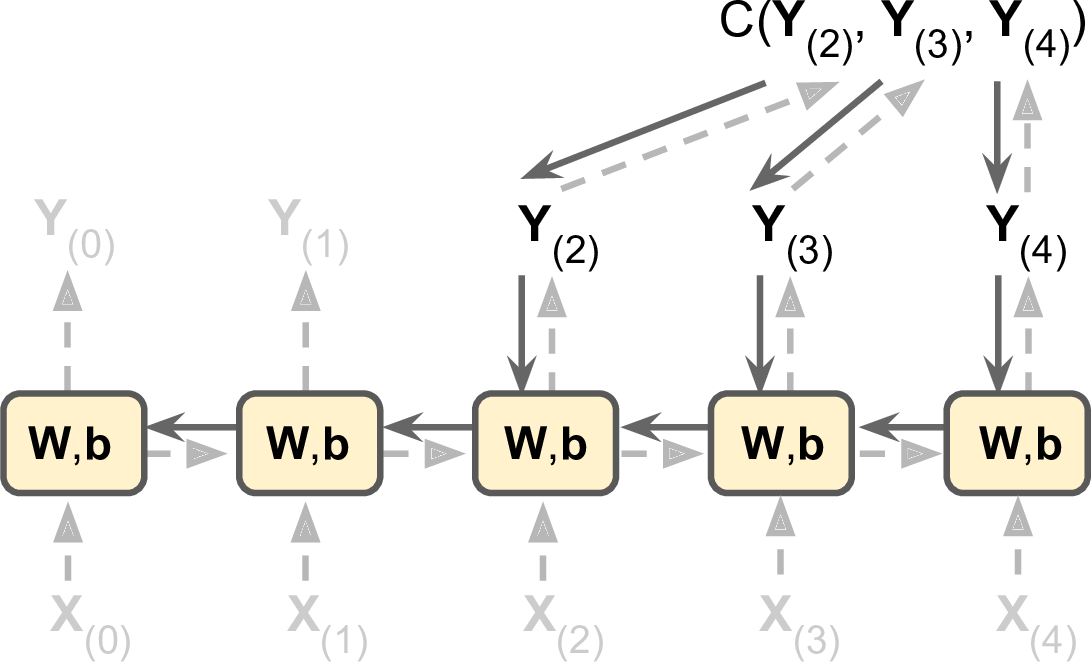 C(Y(2), Y(3), Y(4))
Y(0) Y(1) Y(2) Y(3) Y(4)
W,b W,b W,b W,b W,b
X(0) X(1) X(2) X(3) X(4)